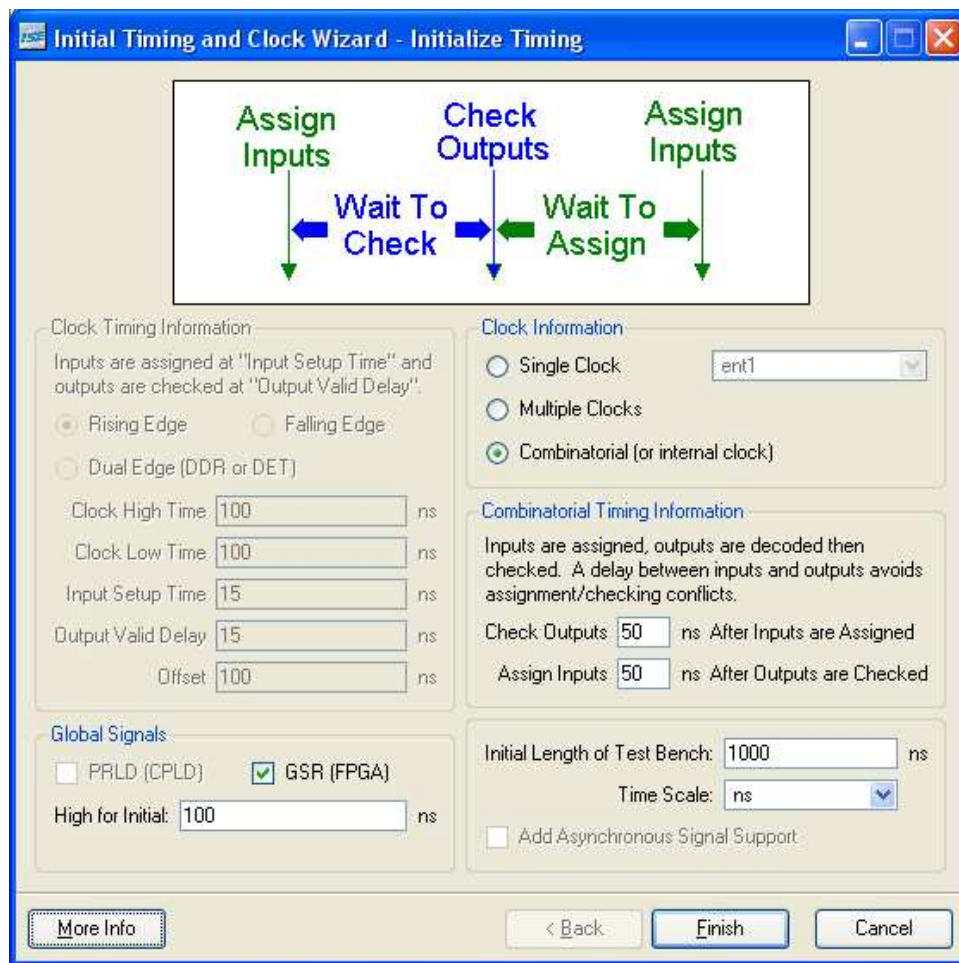 ISE Initial Timing and Clock Wizard - Initialize Timing
Assign Inputs
Check Outputs
Assign Inputs
Wait To Check
Wait To Assign
Clock Timing Information
Inputs are assigned at "Input Setup Time" and
outputs are checked at "Output Valid Delay".
Rising Edge Falling Edge
Dual Edge (DDR or DET)
Clock High Time 100 ns
Clock Low Time 100 ns
Input Setup Time 15 ns
Output Valid Delay 15 ns
Offset 100 ns
Global Signals
PRLD (CPLD) GSR (FPGA)
High for Initial: 100 ns
Clock Information
Single Clock ent1
Multiple Clocks
Combinatorial (or internal clock)
Combinatorial Timing Information
Inputs are assigned, outputs are decoded then
checked. A delay between inputs and outputs avoids
assignment/checking conflicts.
Check Outputs 50 ns After Inputs are Assigned
Assign Inputs 50 ns After Outputs are Checked
Initial Length of Test Bench: 1000 ns
Time Scale: ns
Add Asynchronous Signal Support
More Info < Back Finish Cancel